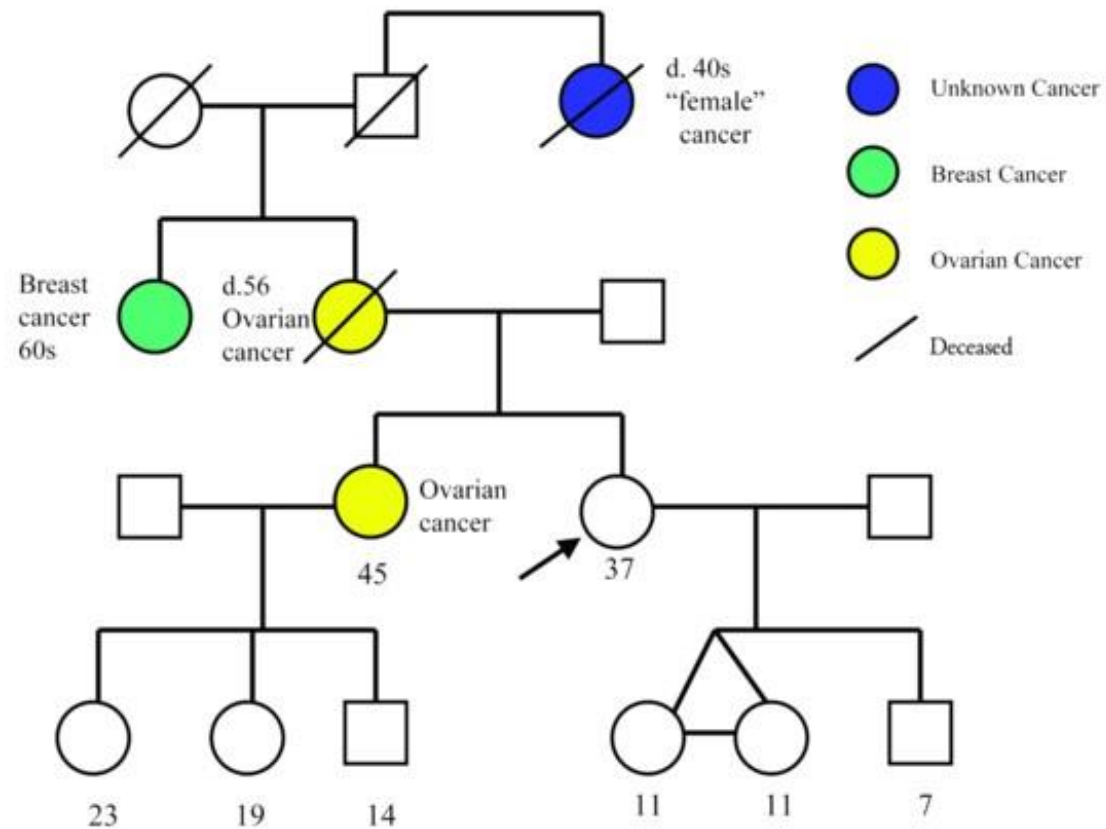 d. 40s
“female”
cancer
Unknown Cancer
Breast Cancer
Ovarian Cancer
Deceased
Breast
cancer
60s
d.56
Ovarian
cancer
Ovarian
cancer
45
37
23
19
14
11
11
7